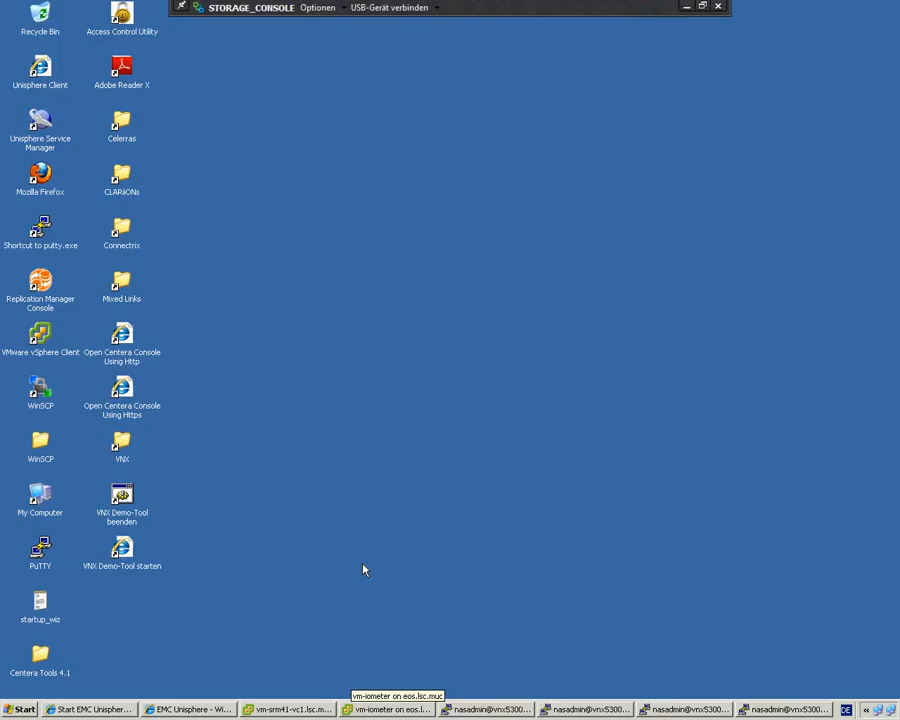 STORAGE_CONSOLE Optionen USB-Gerät verbinden
Recycle Bin
Access Control Utility
Unisphere Client
Adobe Reader X
Unisphere Service
Manager
Celerras
Mozilla Firefox
CLARiiONs
Shortcut to putty.exe
Connectrix
Replication Manager
Console
Mixed Links
VMware vSphere Client
Open Centera Console
Using Http
WinSCP
Open Centera Console
Using Https
WinSCP
VNX
My Computer
VNX Demo-Tool
beenden
PuTTY
VNX Demo-Tool starten
startup_wiz
Centera Tools 4.1
vm-iometer on eos.lsc.muc
Start
Start EMC Unispher...
EMC Unisphere - Wi...
vm-srm41-vc1.lsc.m...
vm-iometer on eos.l...
nasadmin@vnx5300...
nasadmin@vnx5300...
nasadmin@vnx5300...
nasadmin@vnx5300...
DE